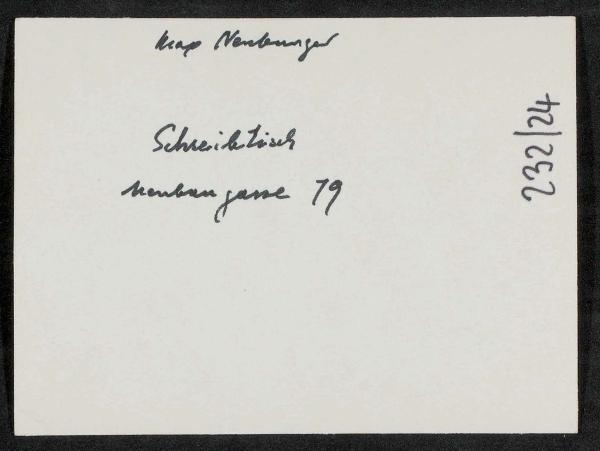 Max Neuburger
Schreibtisch
Neubaugasse 79
232/24